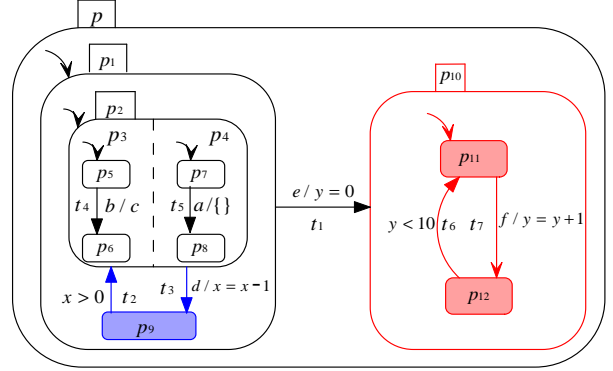 p
p1
p10
p2
p3 p4
p5 p7 p11
t4 b / c t5 a/{} e / y = 0 y < 10 t6 t7 f / y = y+1
t1
p6 p8
x > 0 t2 t3 d / x = x−1 p12
p9